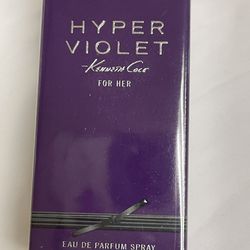 HYPER
VIOLET
Kenneth Cole
FOR HER
EAU DE PARFUM SPRAY